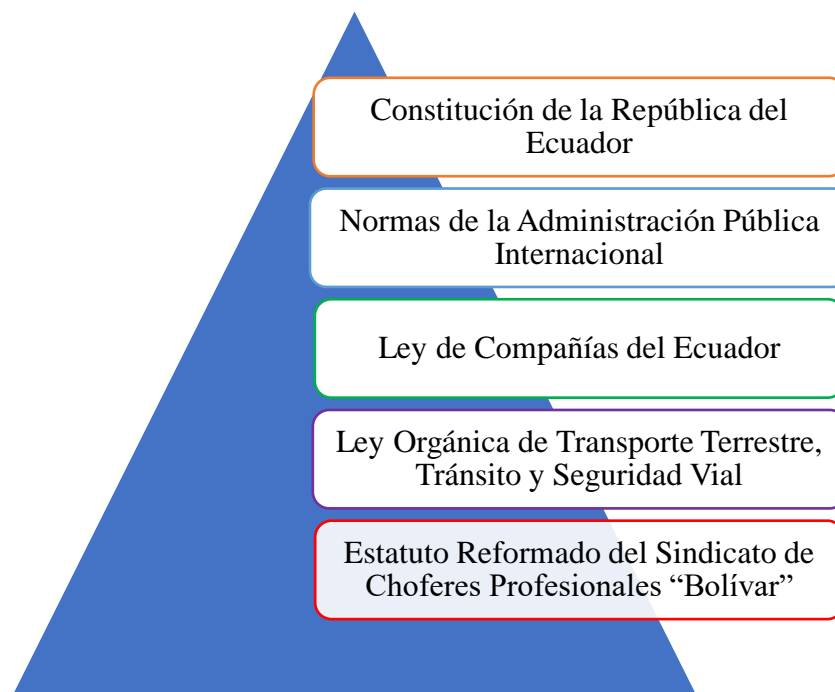 Constitución de la República del
Ecuador
Normas de la Administración Pública
Internacional
Ley de Compañías del Ecuador
Ley Orgánica de Transporte Terrestre,
Tránsito y Seguridad Vial
Estatuto Reformado del Sindicato de
Choferes Profesionales “Bolívar”